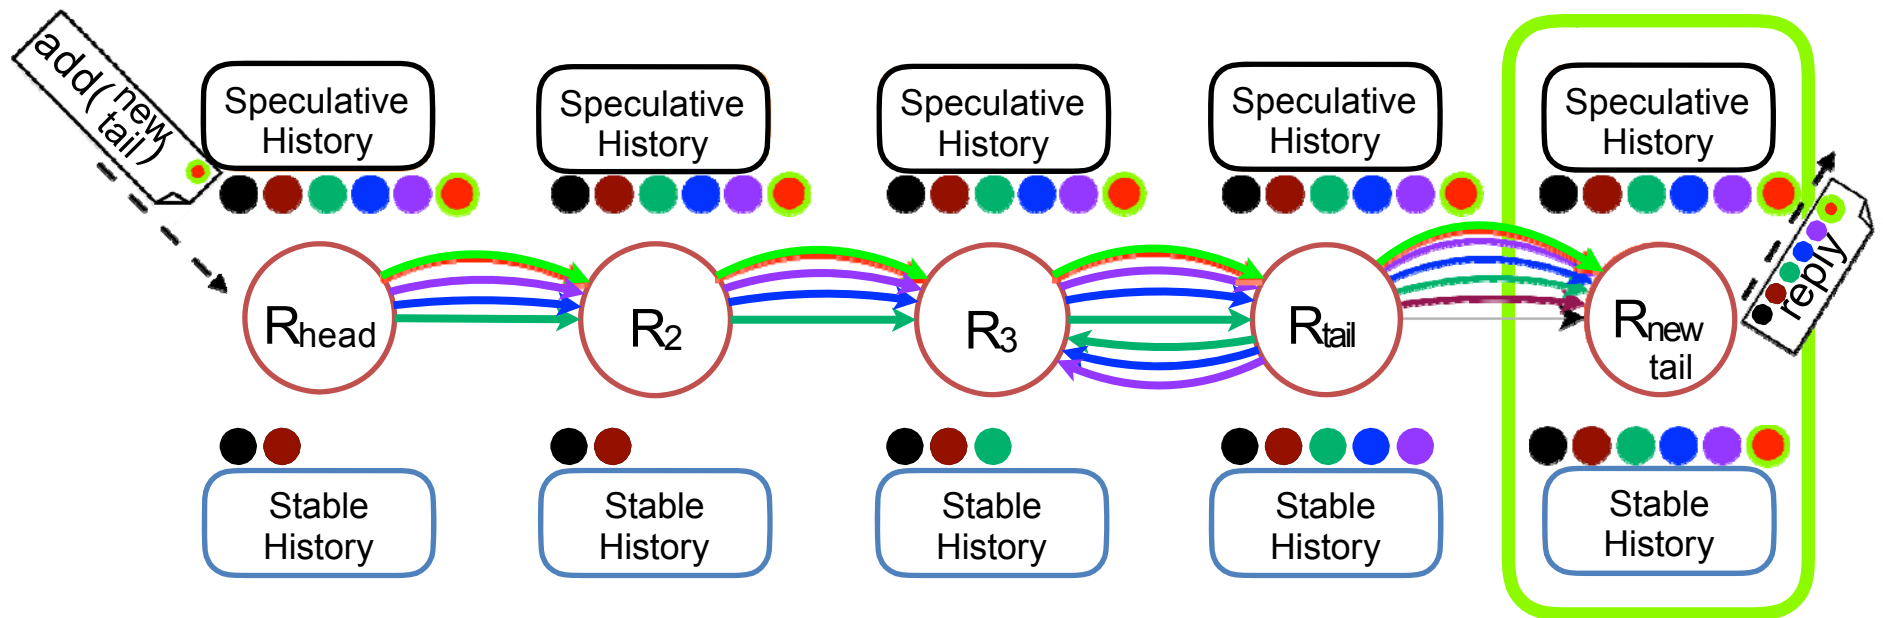 add(new
tail)
Speculative
History
Speculative
History
Speculative
History
Speculative
History
Speculative
History
Rhead
R2
R3
Rtail
Rnew
tail
reply
Stable
History
Stable
History
Stable
History
Stable
History
Stable
History